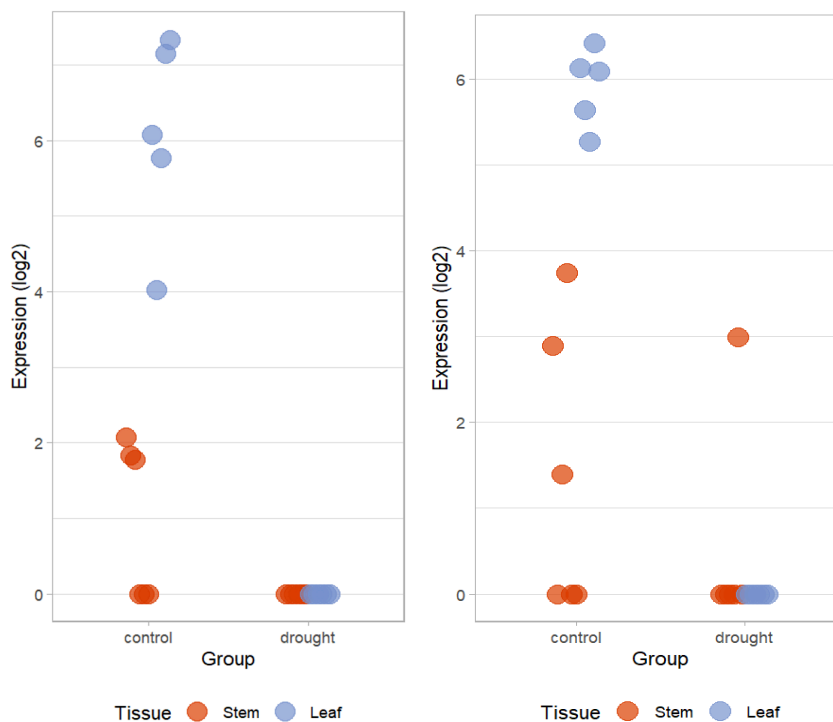 Expression (log2)
6
4
2
0
control drought
Group
Tissue Stem Leaf
Expression (log2)
6
4
2
0
control drought
Group
Tissue Stem Leaf